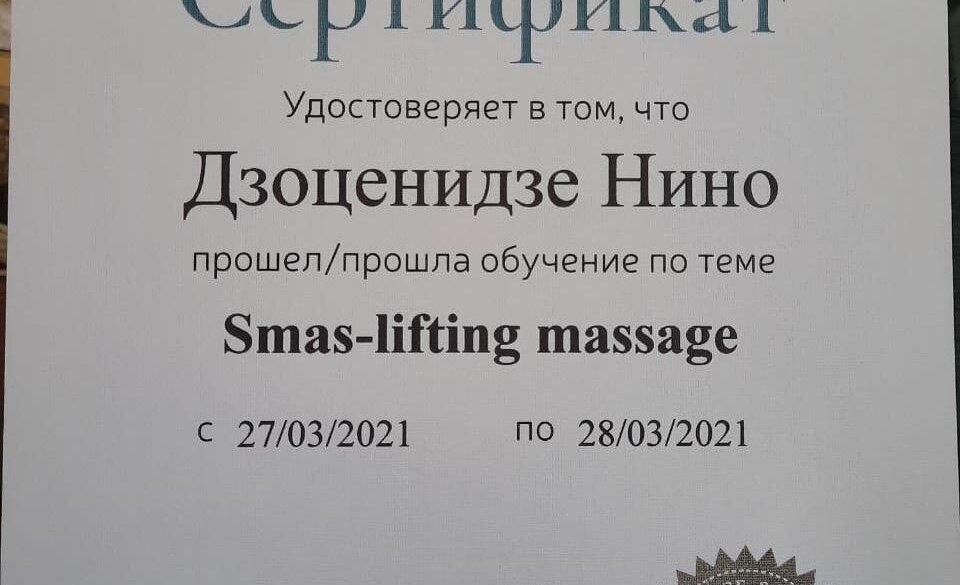 Сертификат
Удостоверяет в том, что
Дзоценидзе Нино
прошел/прошла обучение по теме
Smas-lifting massage
с 27/03/2021 по 28/03/2021